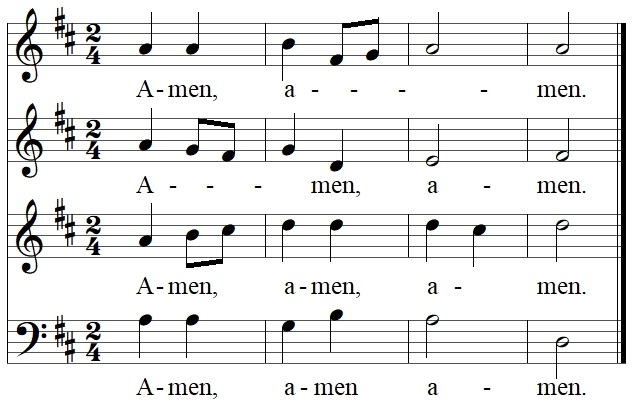 A-men, a - - - - men.
A - - - men, a - men.
A-men, a-men, a - men.
A-men, a-men a - men.